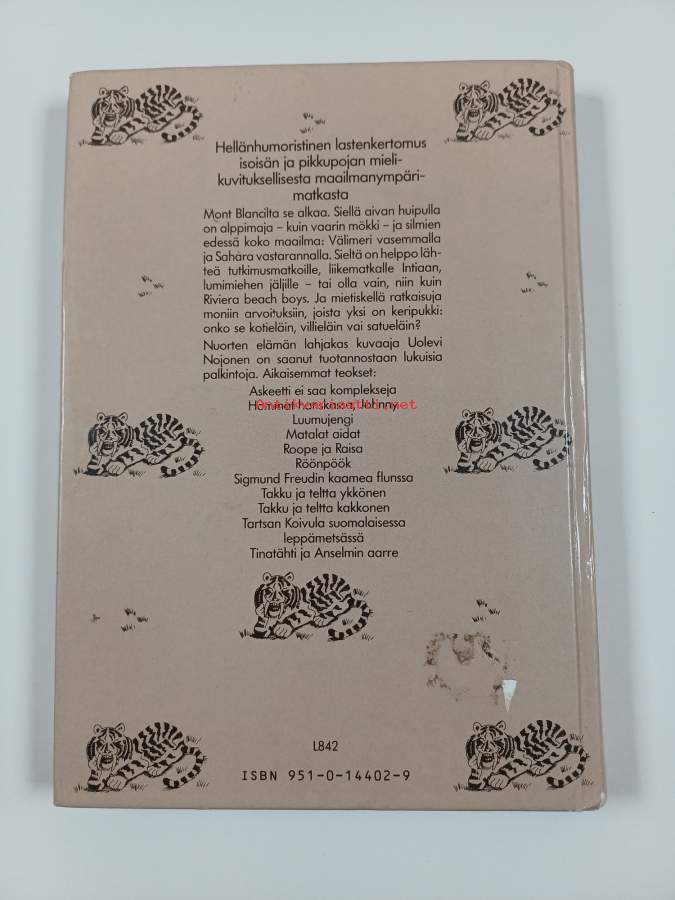 Hellänhumoristinen lastenkertomus
isoisän ja pikkupojan mieli-
kuvituksellisesta maailmanympäri-
matkasta
Mont Blancilta se alkaa. Siellä aivan huipulla
on alppimaja – kuin vaarin mökki – ja silmien
edessä koko maailma: Välimeri vasemmalla
ja Sahara vastarannalla. Sieltä on helppo läh-
teä tutkimusmatkoille, liikematkalle Intiaan,
lumimiehen jäljille – tai olla vain, niin kuin
Riviera beach boys. Ja mietiskellä ratkaisuja
moniin arvoituksiin, joista yksi on keripukki:
onko se kotieläin, villieläin vai satueläin?
Nuorten elämän lahjakas kuvaaja Uolevi
Nojonen on saanut tuotannostaan lukuisia
palkintoja. Aikaisemmat teokset:
Askeetti ei saa komplekseja
Hommat hanskassa, Johnny
Luumujengi
Matalat aidat
Roope ja Raisa
Röönpöök
Sigmund Freudin kaamea flunssa
Takku ja teltta ykkönen
Takku ja teltta kakkonen
Tartsan Koivula suomalaisessa
leppämetsässä
Tinatähti ja Anselmin aarre
L842
ISBN 951-0-14402-9